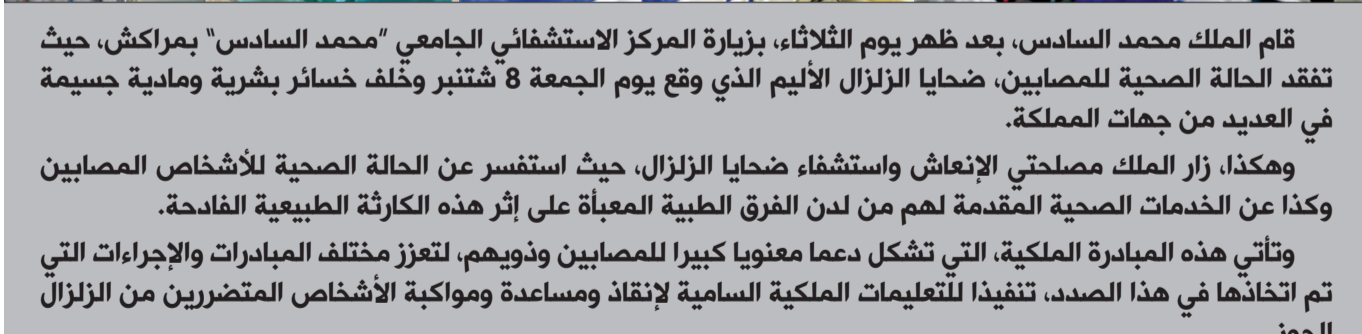 قام الملك محمد السادس، بعد ظهر يوم الثلاثاء، بزيارة المركز الاستشفائي الجامعي "محمد السادس" بمراكش، حيث
تفقد الحالة الصحية للمصابين، ضحايا الزلزال الأليم الذي وقع يوم الجمعة 8 شتنبر وخلف خسائر بشرية ومادية جسيمة
في العديد من جهات المملكة.
وهكذا، زار الملك مصلحتي الإنعاش واستشفاء ضحايا الزلزال، حيث استفسر عن الحالة الصحية للأشخاص المصابين
وكذا عن الخدمات الصحية المقدمة لهم من لدن الفرق الطبية المعبأة على إثر هذه الكارثة الطبيعية الفادحة.
وتأتي هذه المبادرة الملكية، التي تشكل دعما معنويا كبيرا للمصابين وذويهم، لتعزز مختلف المبادرات والإجراءات التي
تم اتخاذها في هذا الصدد، تنفيذا للتعليمات الملكية السامية لإنقاذ ومساعدة ومواكبة الأشخاص المتضررين من الزلزال